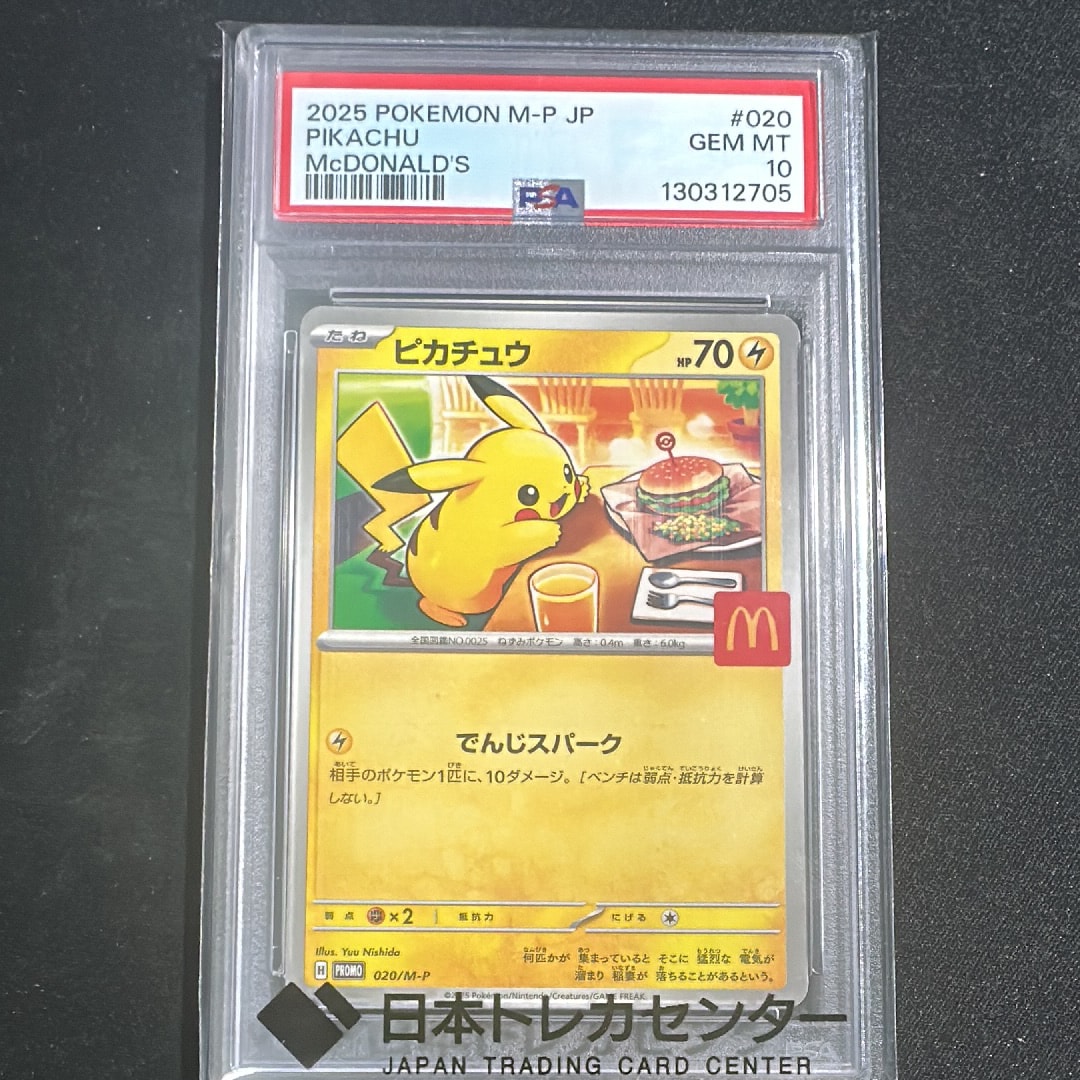 2025 POKEMON M-P JP #020
PIKACHU GEM MT
McDONALD'S 10
130312705
PSA
たね ピカチュウ HP70
M
全国図鑑NO.0025 ねずみポケモン 高さ:0.4m 重さ:6.0kg
でんじスパーク
相手のポケモン1匹に、10ダメージ。[ベンチは弱点・抵抗力を計算
しない。]
弱点 ×2 抵抗力 にげる
Illus. Yuu Nishida
何匹かが 集まっていると そこに 猛烈な 電気が
溜まり 稲妻が 落ちることがあるという。
H PROMO 020/M-P
©2025 Pokémon/Nintendo/Creatures/GAME FREAK.
日本トレカセンター
JAPAN TRADING CARD CENTER